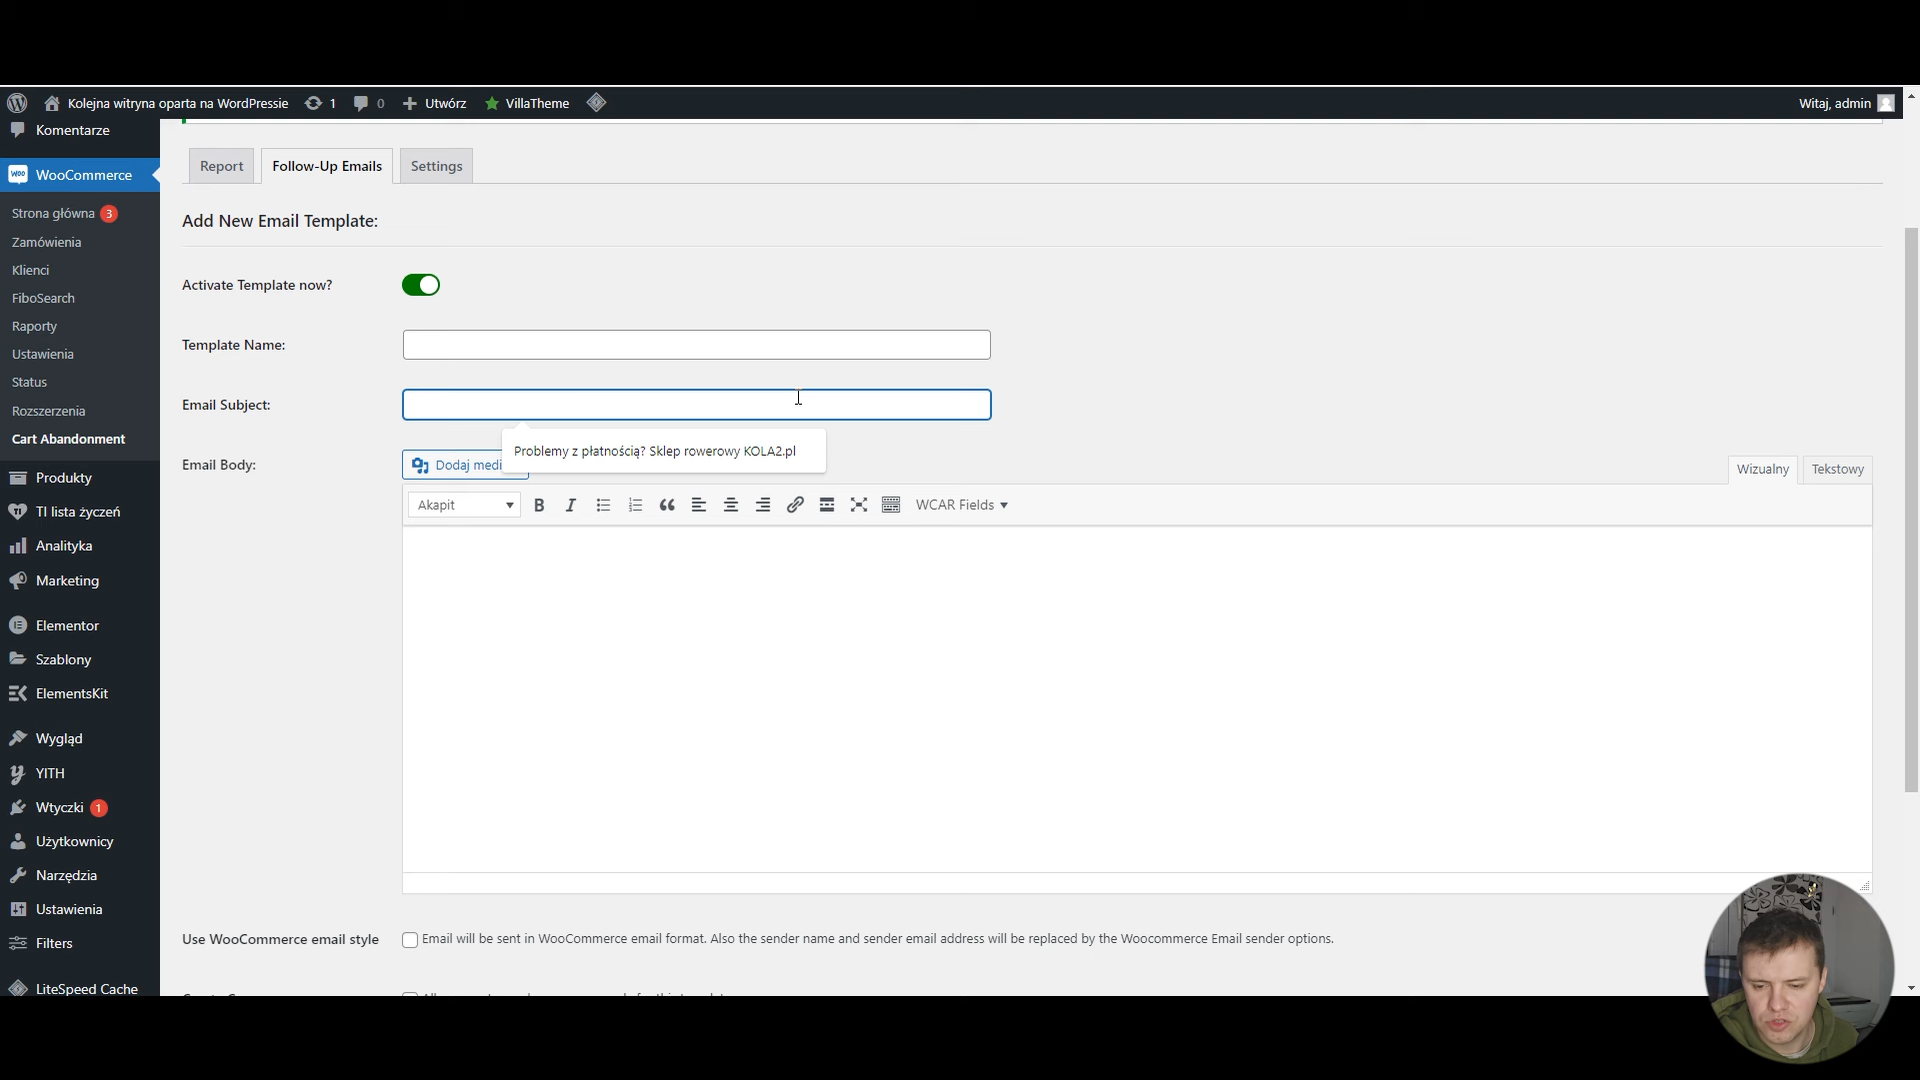 Kolejna witryna oparta na WordPressie 1 0 Utwórz VillaTheme Witaj, admin
Komentarze
WooCommerce
Strona główna 3
Zamówienia
Klienci
FiboSearch
Raporty
Ustawienia
Status
Rozszerzenia
Cart Abandonment
Produkty
TI lista życzeń
Analityka
Marketing
Elementor
Szablony
ElementsKit
Wygląd
YITH
Wtyczki 1
Użytkownicy
Narzędzia
Ustawienia
Filters
LiteSpeed Cache
Report Follow-Up Emails Settings
Add New Email Template:
Activate Template now?
Template Name:
Email Subject:
Problemy z płatnością? Sklep rowerowy KOLA2.pl
Email Body:
Dodaj medi
Wizualny Tekstowy
Akapit B I WCAR Fields
Use WooCommerce email style Email will be sent in WooCommerce email format. Also the sender name and sender email address will be replaced by the Woocommerce Email sender options.